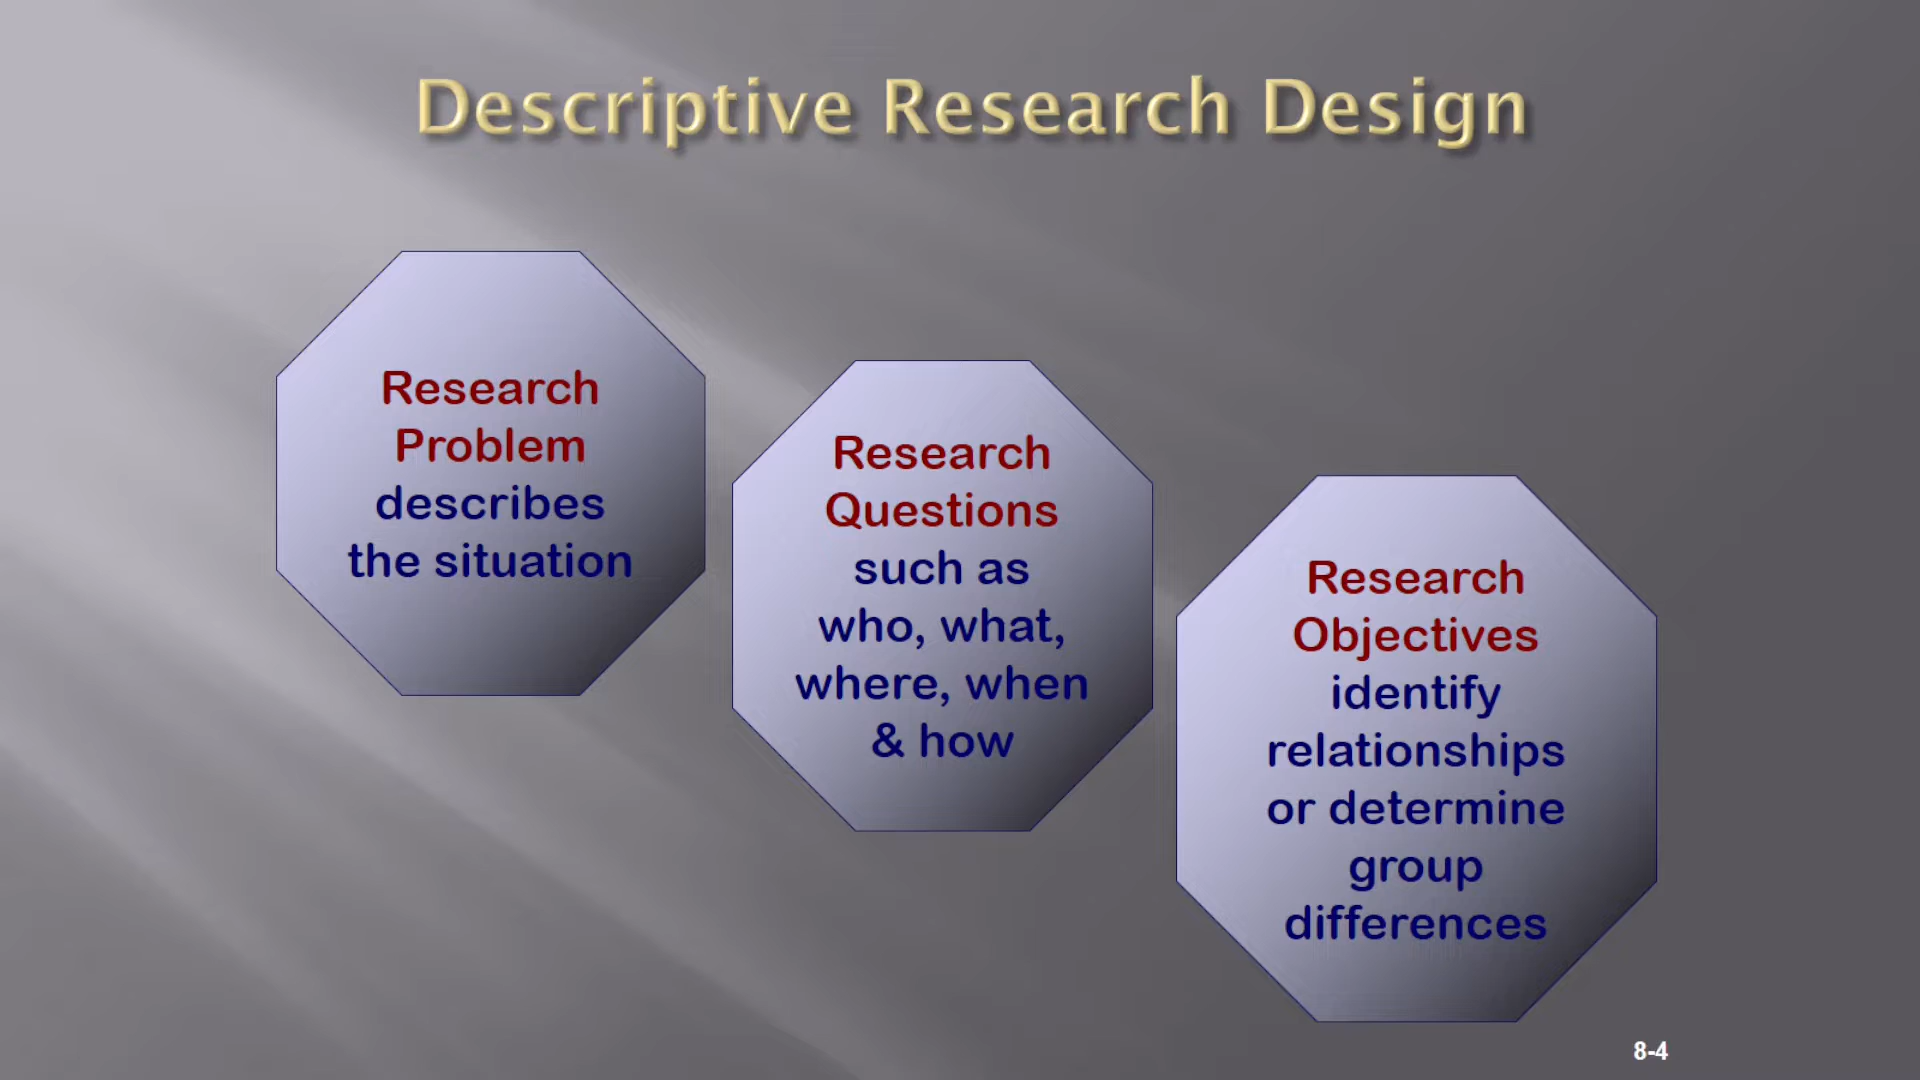 Descriptive Research Design
Research
Problem
describes
the situation
Research
Questions
such as
who, what,
where, when
& how
Research
Objectives
identify
relationships
or determine
group
differences
8-4